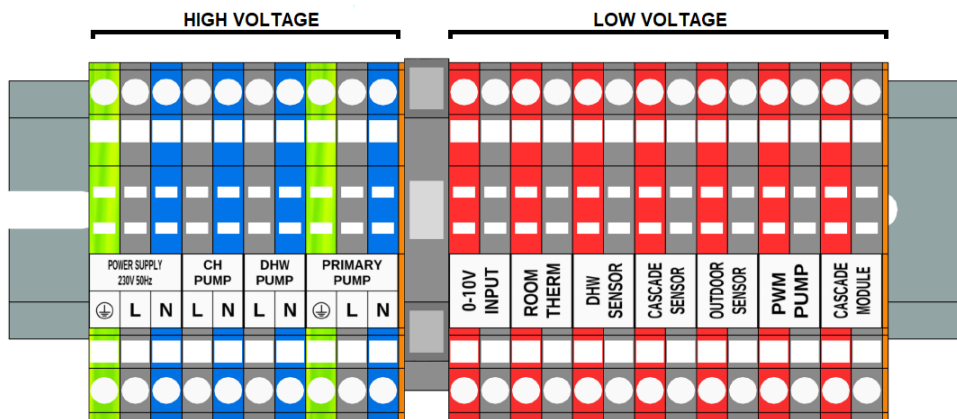 HIGH VOLTAGE
LOW VOLTAGE
POWER SUPPLY
230V 50Hz
CH
PUMP
DHW
PUMP
PRIMARY
PUMP
0-10V
INPUT
ROOM
THERM
DHW
SENSOR
CASCADE
SENSOR
OUTDOOR
SENSOR
PWM
PUMP
CASCADE
MODULE
L N L N L N L N